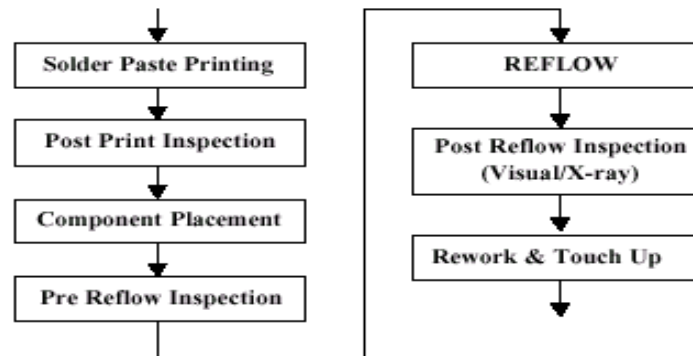 Solder Paste Printing
Post Print Inspection
Component Placement
Pre Reflow Inspection
REFLOW
Post Reflow Inspection
(Visual/X-ray)
Rework & Touch Up